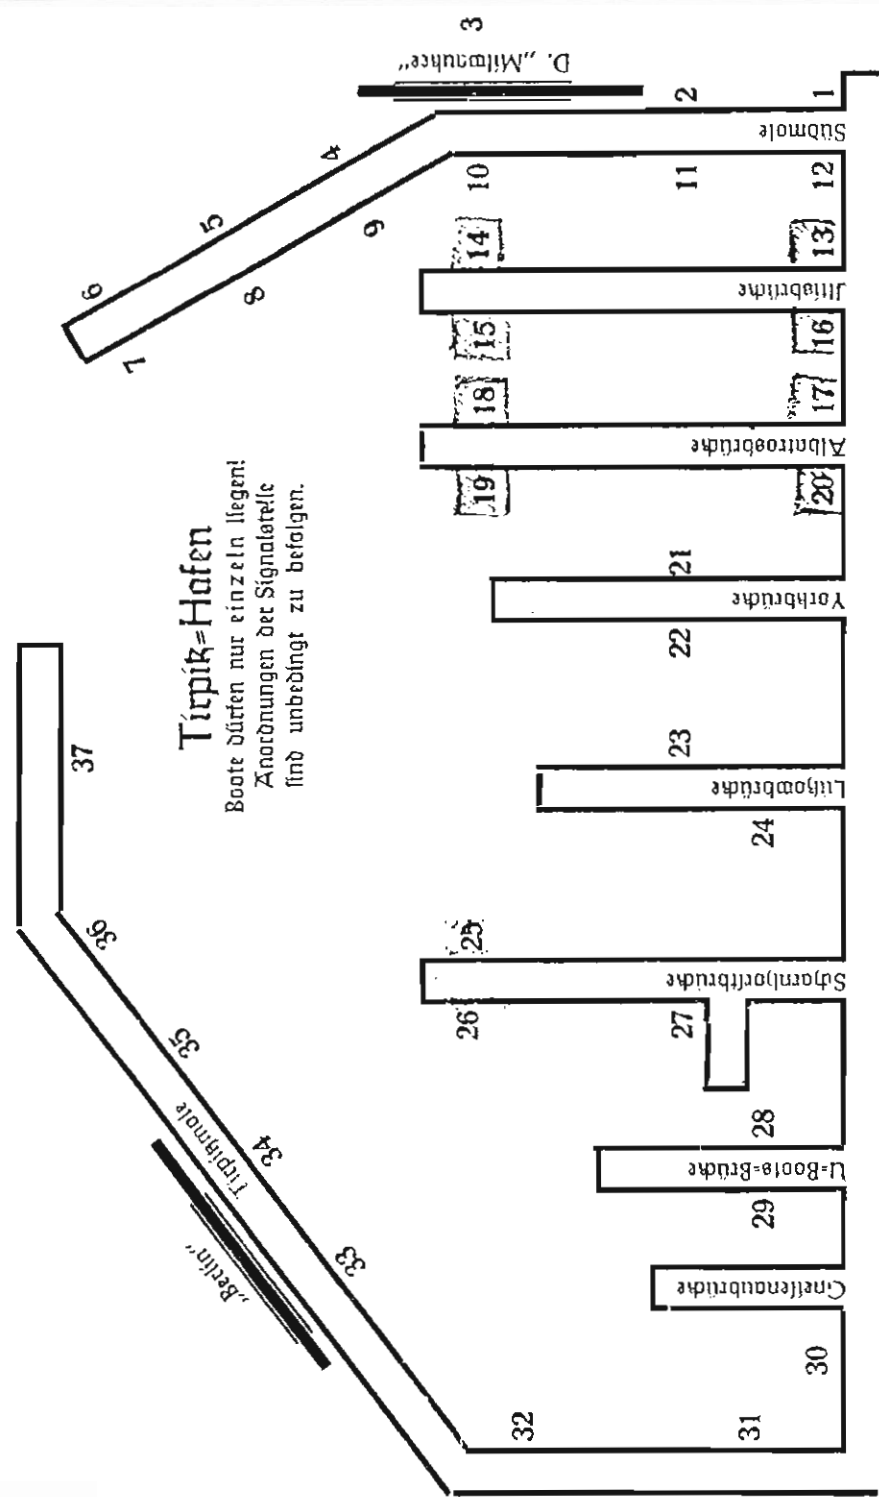 Tirpitz=Hafen
Boote dürfen nur einzeln liegen!
Anordnungen der Signalstelle
sind unbedingt zu befolgen.
D. „Milwaukee“
„Berlin“
Südmole
Iltisbrücke
Albatrosbrücke
Yorkbrücke
Lützowbrücke
Scharnhorstbrücke
U=Boots=Brücke
Gneisenaubrücke
Tirpitzmole
1
2
3
4
5
6
7
8
9
10
11
12
13
14
15
16
17
18
19
20
21
22
23
24
25
26
27
28
29
30
31
32
33
34
35
36
37